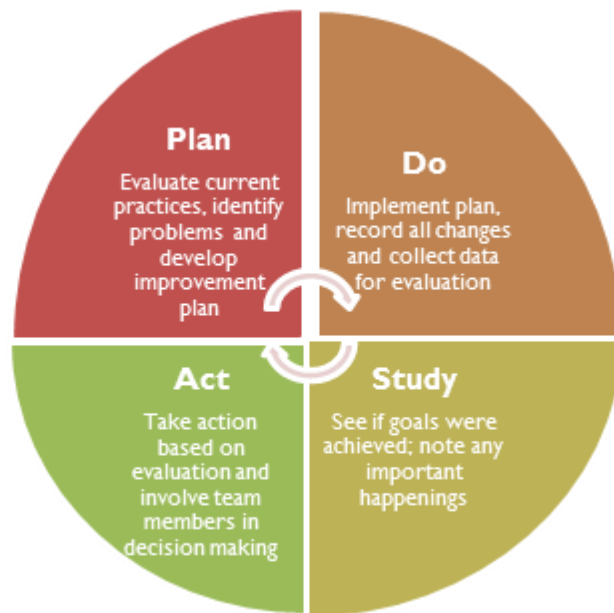 Plan
Evaluate current
practices, identify
problems and
develop
improvement
plan
Do
Implement plan,
record all changes
and collect data
for evaluation
Act
Take action
based on
evaluation and
involve team
members in
decision making
Study
See if goals were
achieved; note any
important
happenings